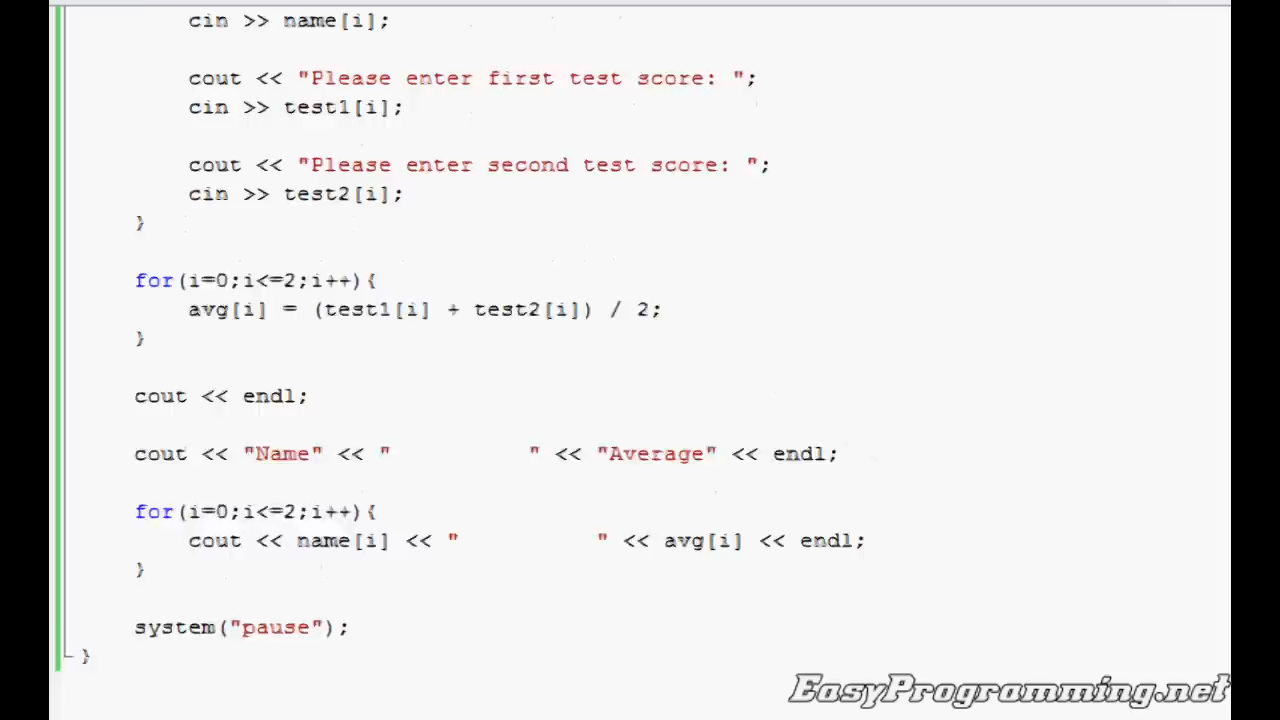 cin >> name[i];
cout << "Please enter first test score: ";
cin >> test1[i];
cout << "Please enter second test score: ";
cin >> test2[i];
}
for(i=0;i<=2;i++){
avg[i] = (test1[i] + test2[i]) / 2;
}
cout << endl;
cout << "Name" << "          " << "Average" << endl;
for(i=0;i<=2;i++){
cout << name[i] << "          " << avg[i] << endl;
}
system("pause");
}
EasyProgramming.net